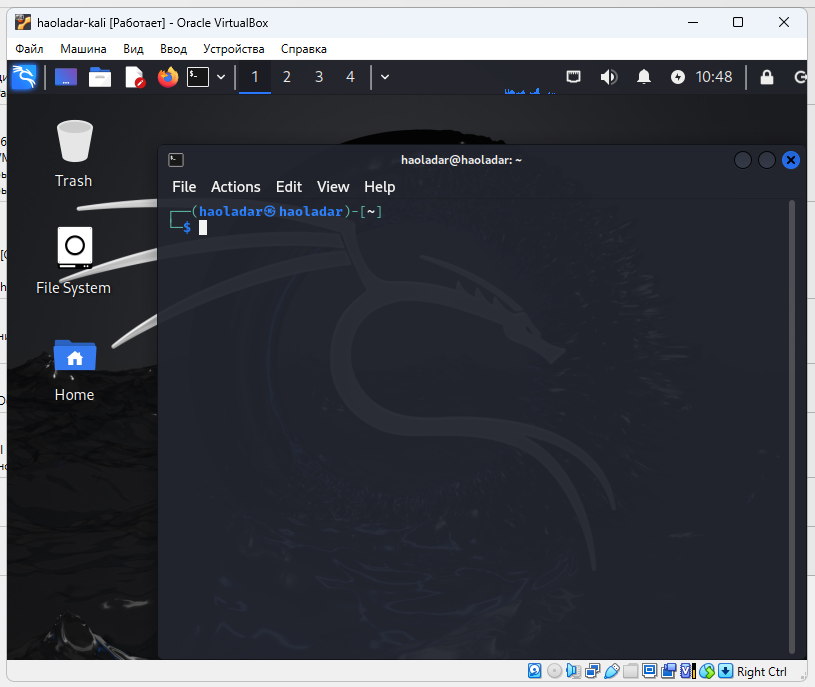 haoladar-kali [Работает] - Oracle VirtualBox
Файл Машина Вид Ввод Устройства Справка
1 2 3 4 10:48
Trash
haoladar@haoladar: ~
File Actions Edit View Help
┌──(haoladar㉿haoladar)-[~]
└─$
File System
Home
Right Ctrl